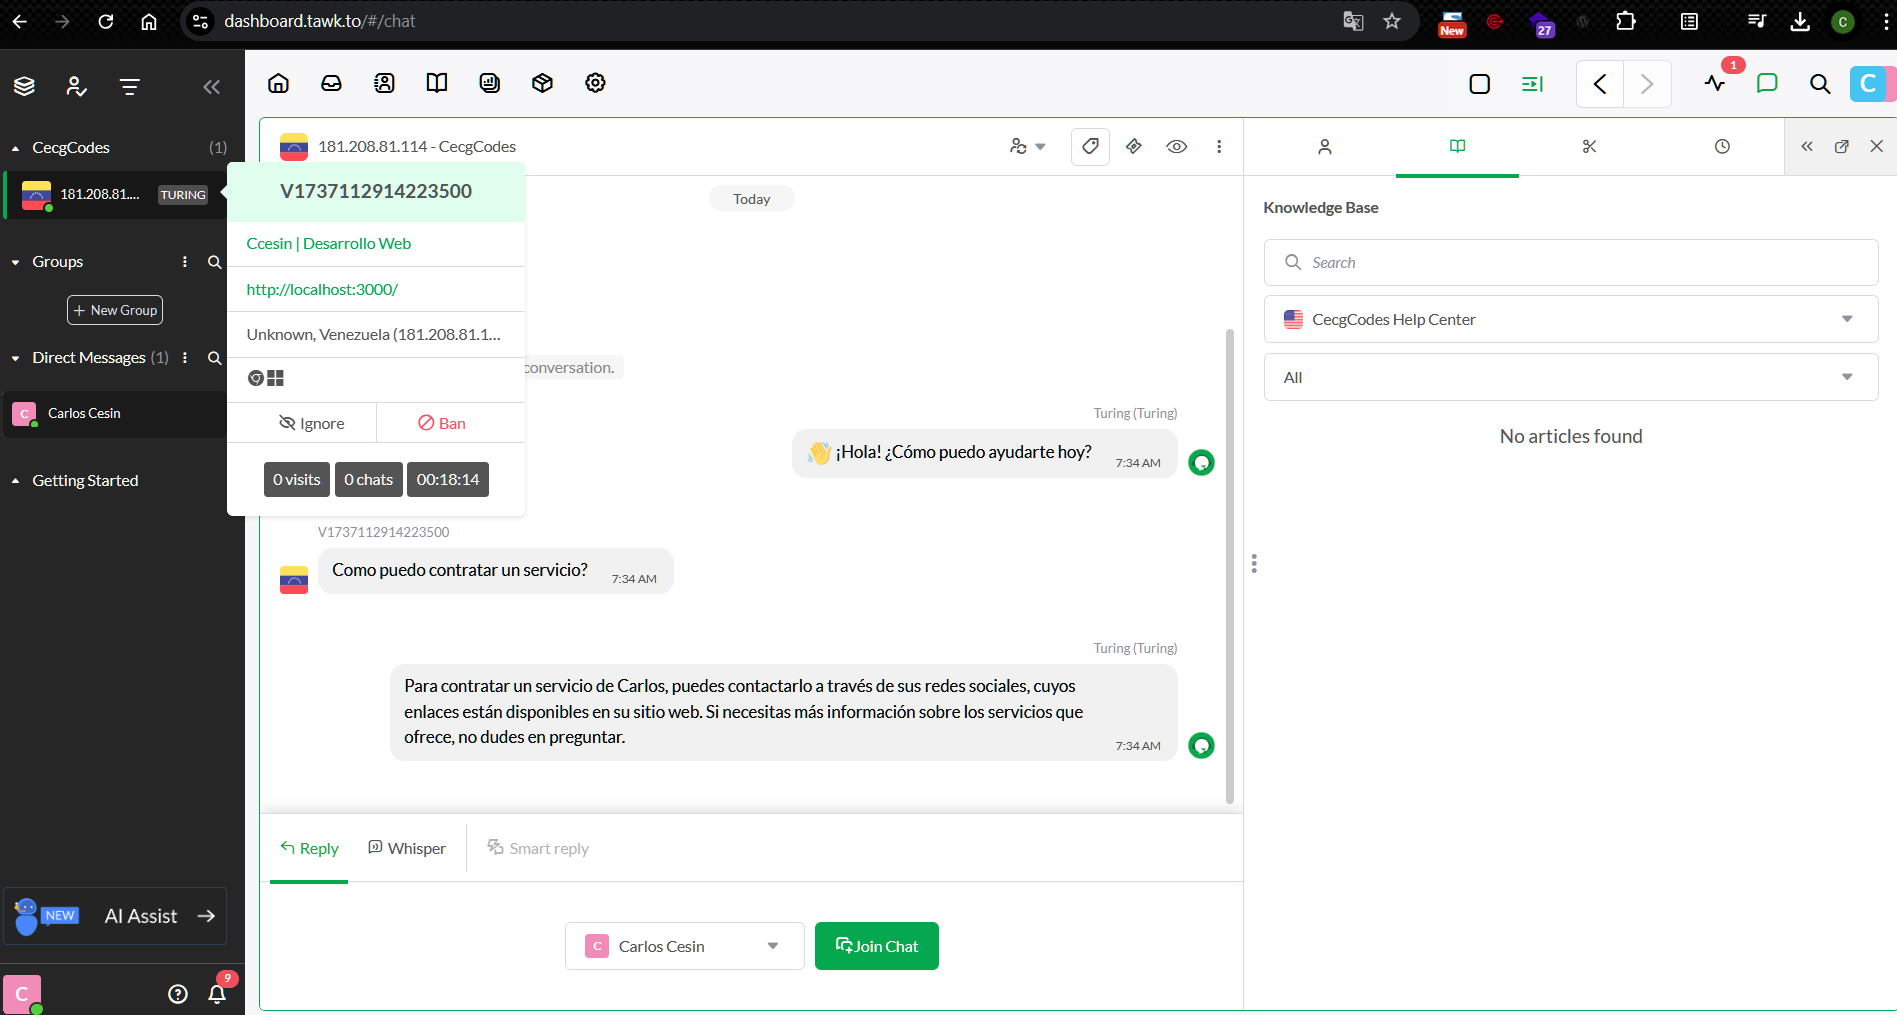 dashboard.tawk.to/#/chat
New
27
C
1
C
CecgCodes (1)
181.208.81.... TURING
Groups
+ New Group
Direct Messages (1)
C Carlos Cesin
Getting Started
NEW AI Assist
C
9
V1737112914223500
Ccesin | Desarrollo Web
http://localhost:3000/
Unknown, Venezuela (181.208.81.1...
Ignore
Ban
0 visits
0 chats
00:18:14
181.208.81.114 - CecgCodes
Today
conversation.
Turing (Turing)
👋 ¡Hola! ¿Cómo puedo ayudarte hoy? 7:34 AM
V1737112914223500
Como puedo contratar un servicio? 7:34 AM
Turing (Turing)
Para contratar un servicio de Carlos, puedes contactarlo a través de sus redes sociales, cuyos
enlaces están disponibles en su sitio web. Si necesitas más información sobre los servicios que
ofrece, no dudes en preguntar.
7:34 AM
Reply
Whisper
Smart reply
C Carlos Cesin
Join Chat
Knowledge Base
Search
CecgCodes Help Center
All
No articles found